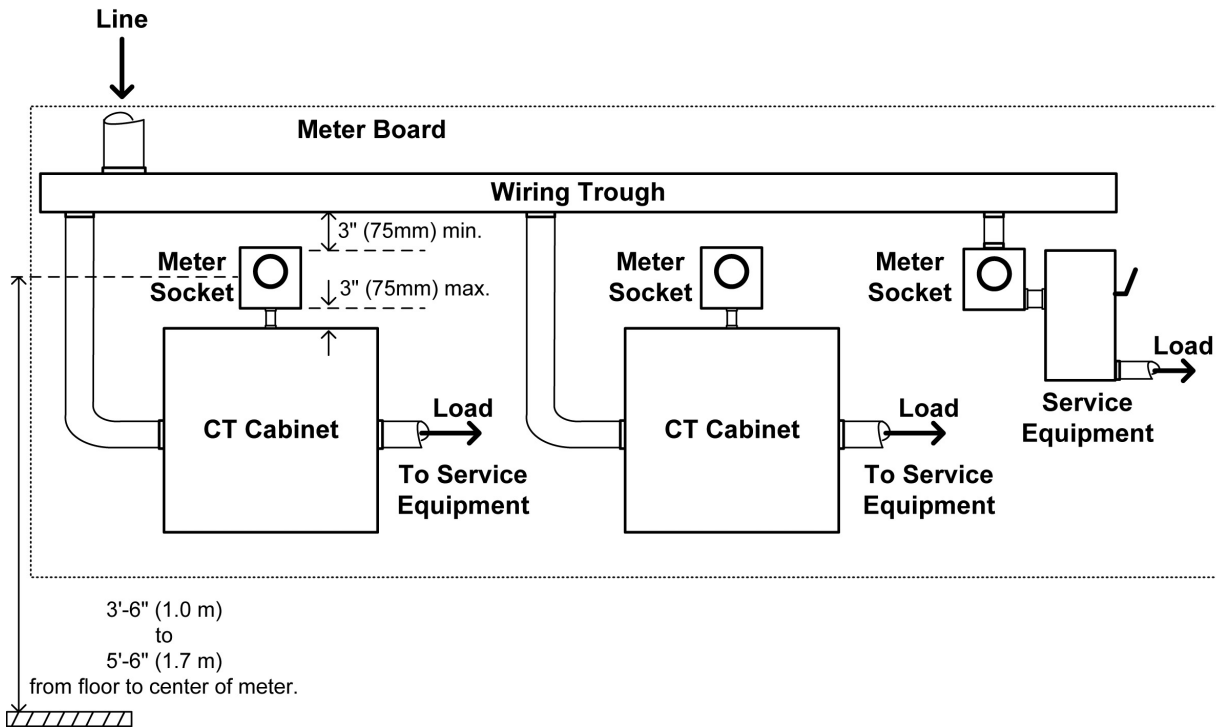 Line
Meter Board
Wiring Trough
3" (75mm) min.
Meter
Socket
3" (75mm) max.
Meter
Socket
Meter
Socket
CT Cabinet
Load
To Service
Equipment
CT Cabinet
Load
To Service
Equipment
Load
Service
Equipment
3'-6" (1.0 m)
to
5'-6" (1.7 m)
from floor to center of meter.